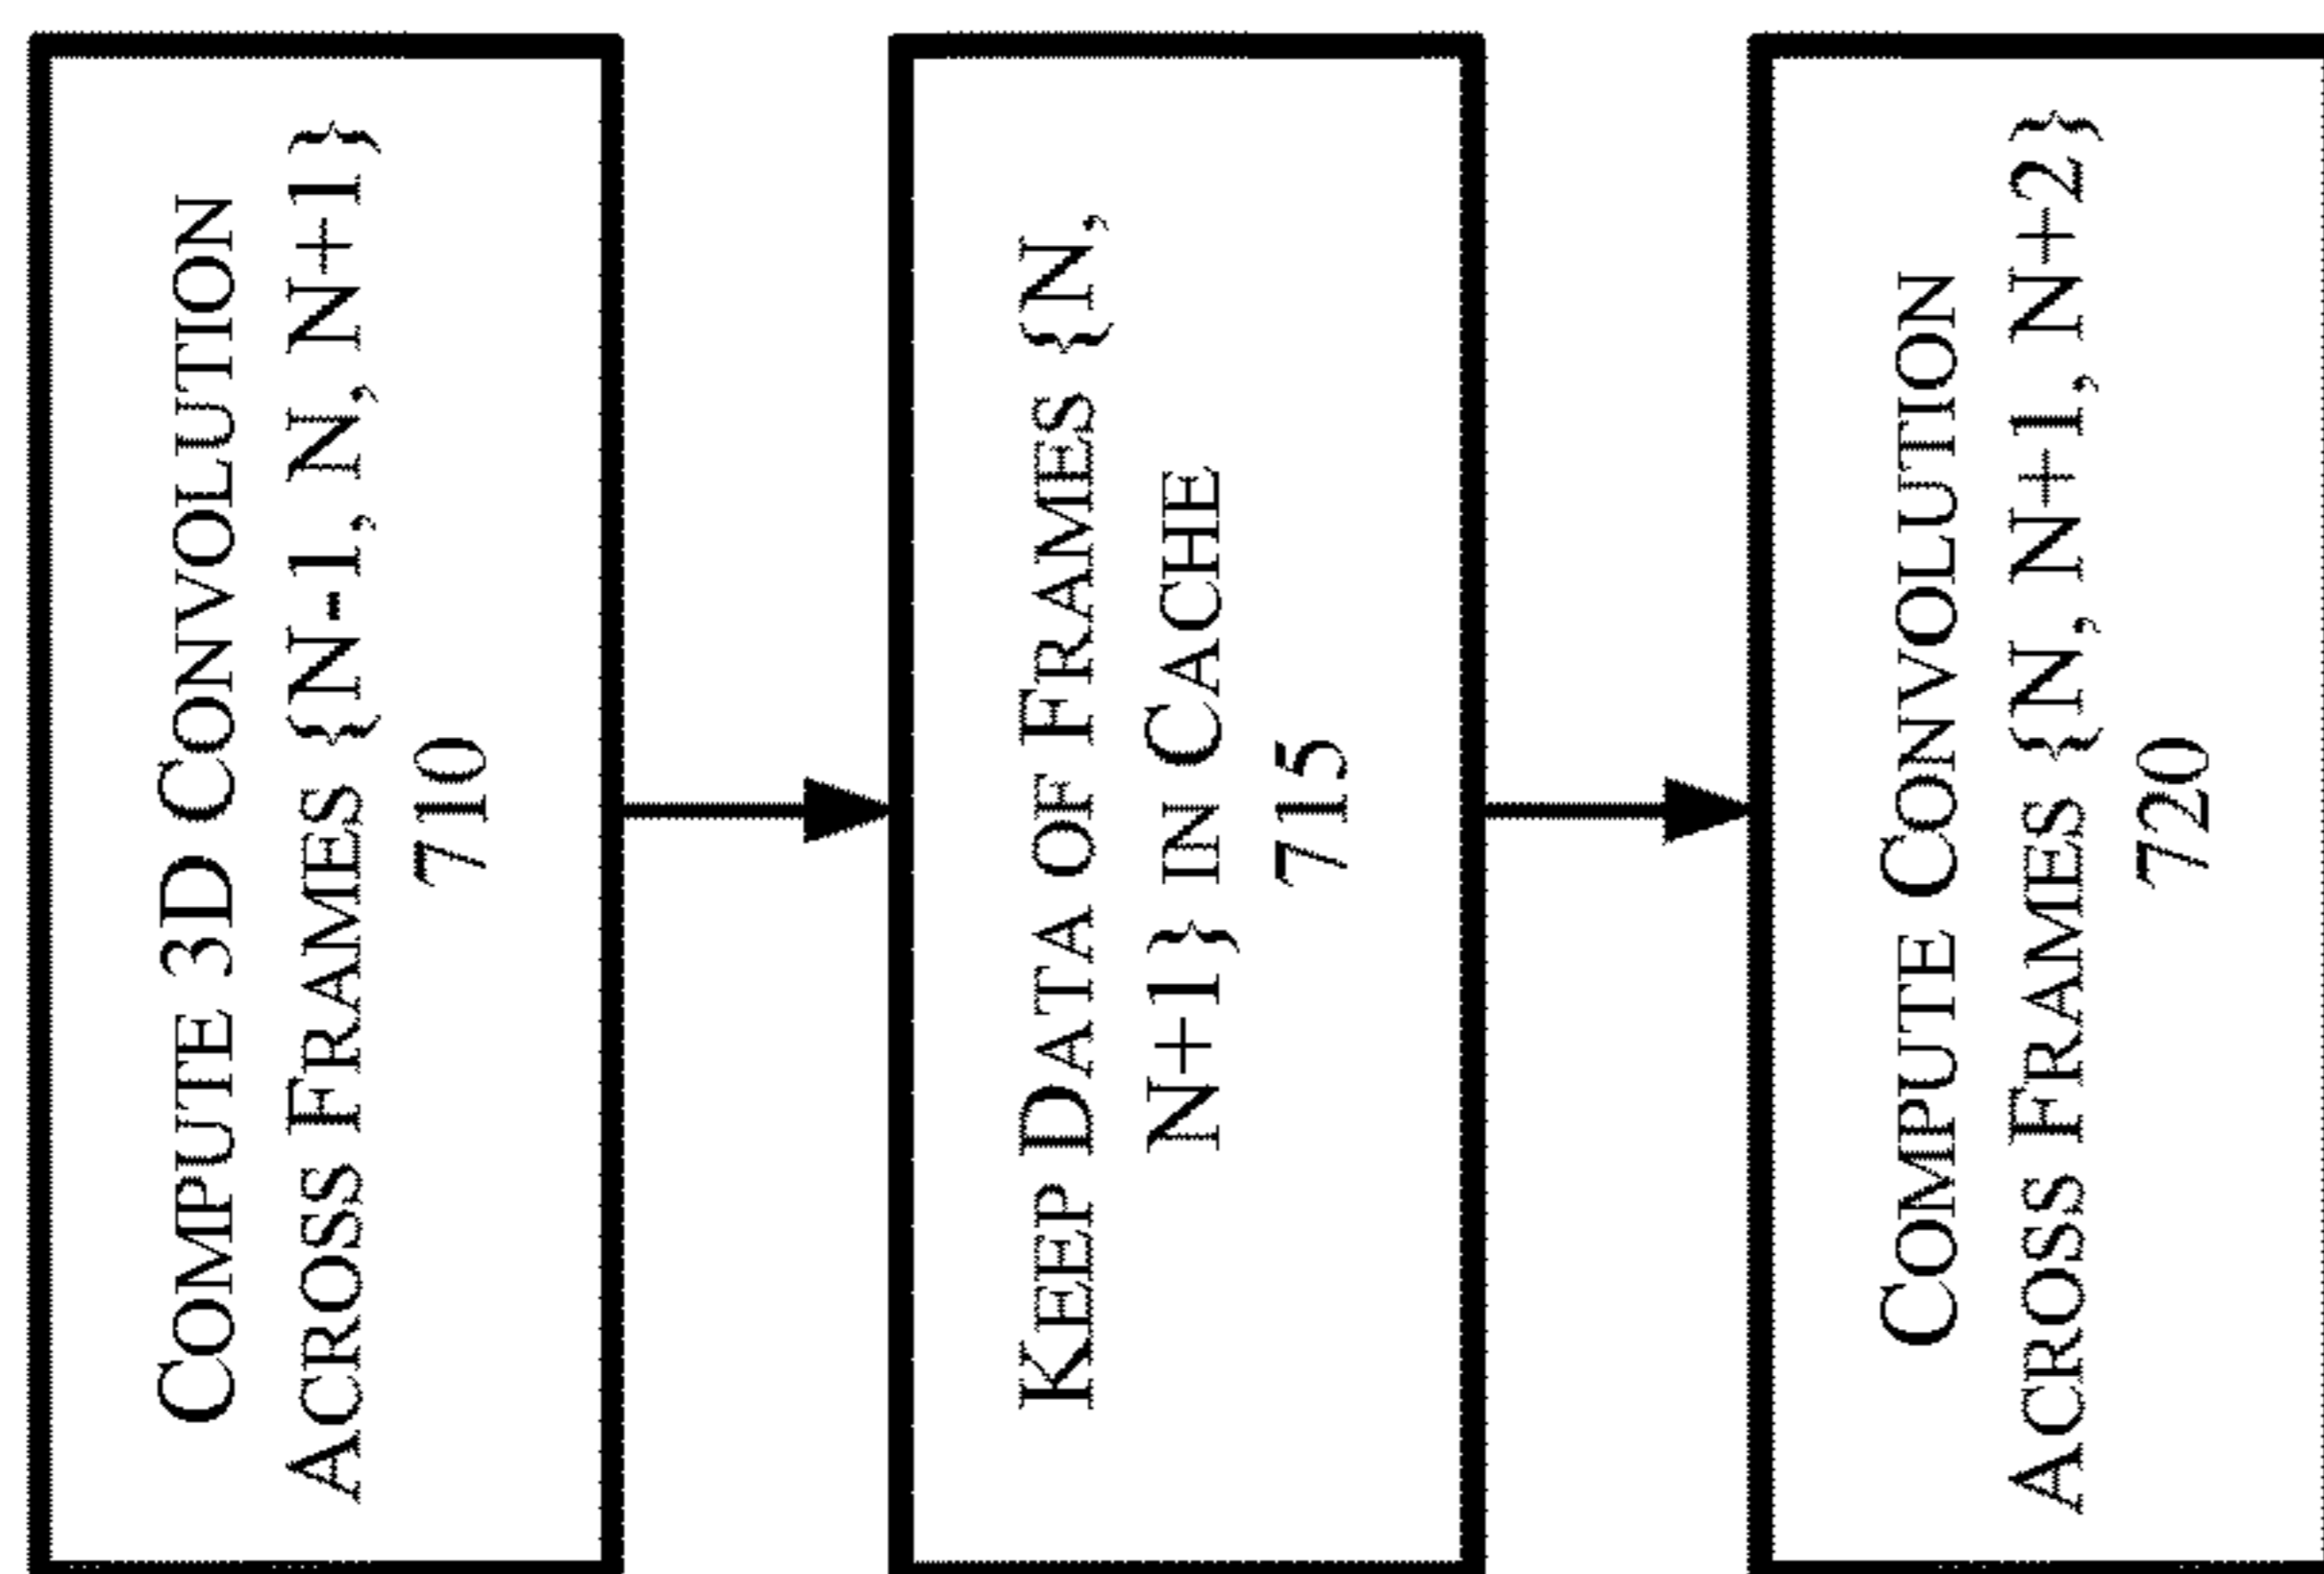 COMPUTE 3D CONVOLUTION
ACROSS FRAMES {N-1, N, N+1}
710
KEEP DATA OF FRAMES {N,
N+1} IN CACHE
715
COMPUTE CONVOLUTION
ACROSS FRAMES {N, N+1, N+2}
720